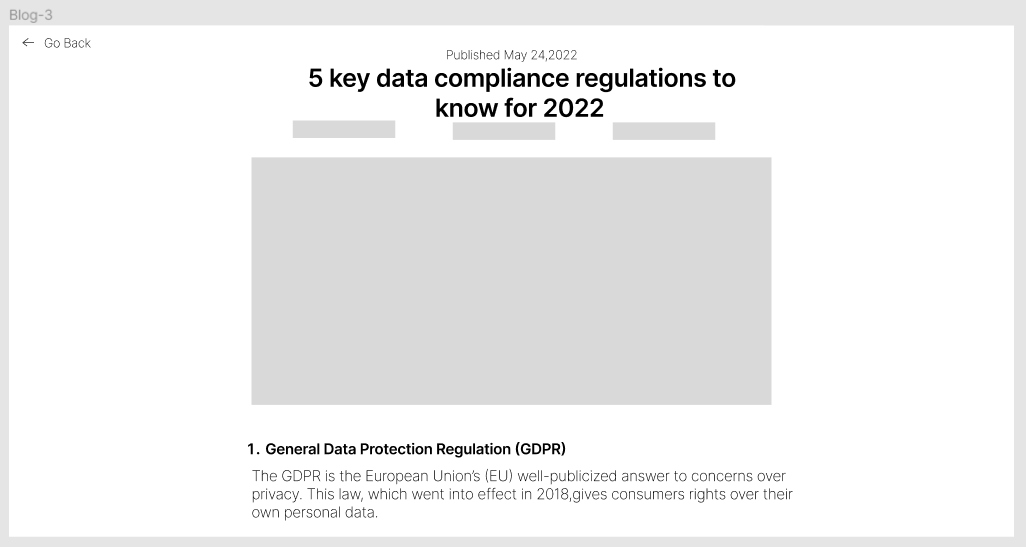 Blog-3
← Go Back
Published May 24,2022
5 key data compliance regulations to
know for 2022
1. General Data Protection Regulation (GDPR)
The GDPR is the European Union’s (EU) well-publicized answer to concerns over
privacy. This law, which went into effect in 2018,gives consumers rights over their
own personal data.